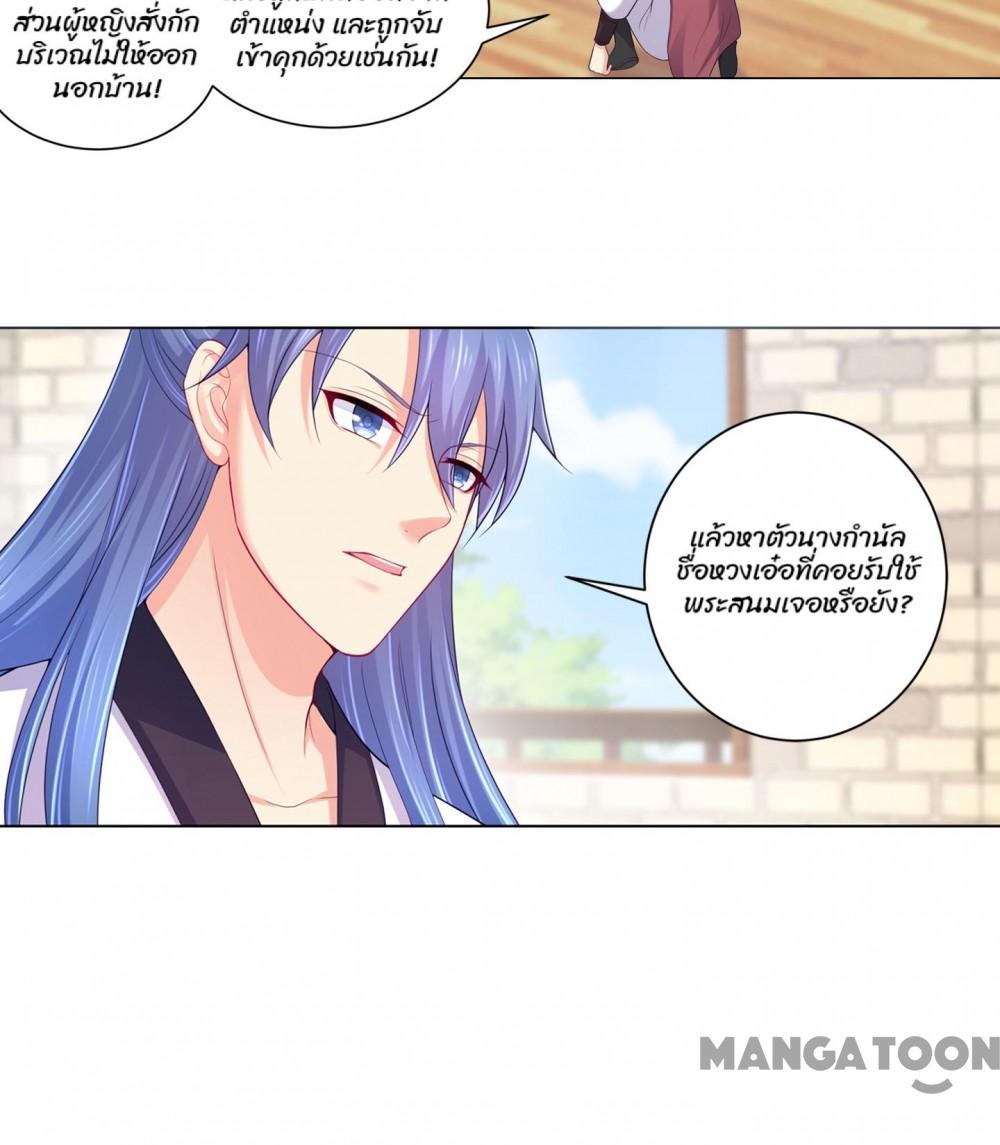 ส่วนผู้หญิงสั่งกัก
บริเวณไม่ให้ออก
นอกบ้าน!
ตำแหน่ง และถูกจับ
เข้าคุกด้วยเช่นกัน!
แล้วหาตัวนางกำนัล
ชื่อหวงเอ๋อที่คอยรับใช้
พระสนมเจอหรือยัง?
MANGATOON